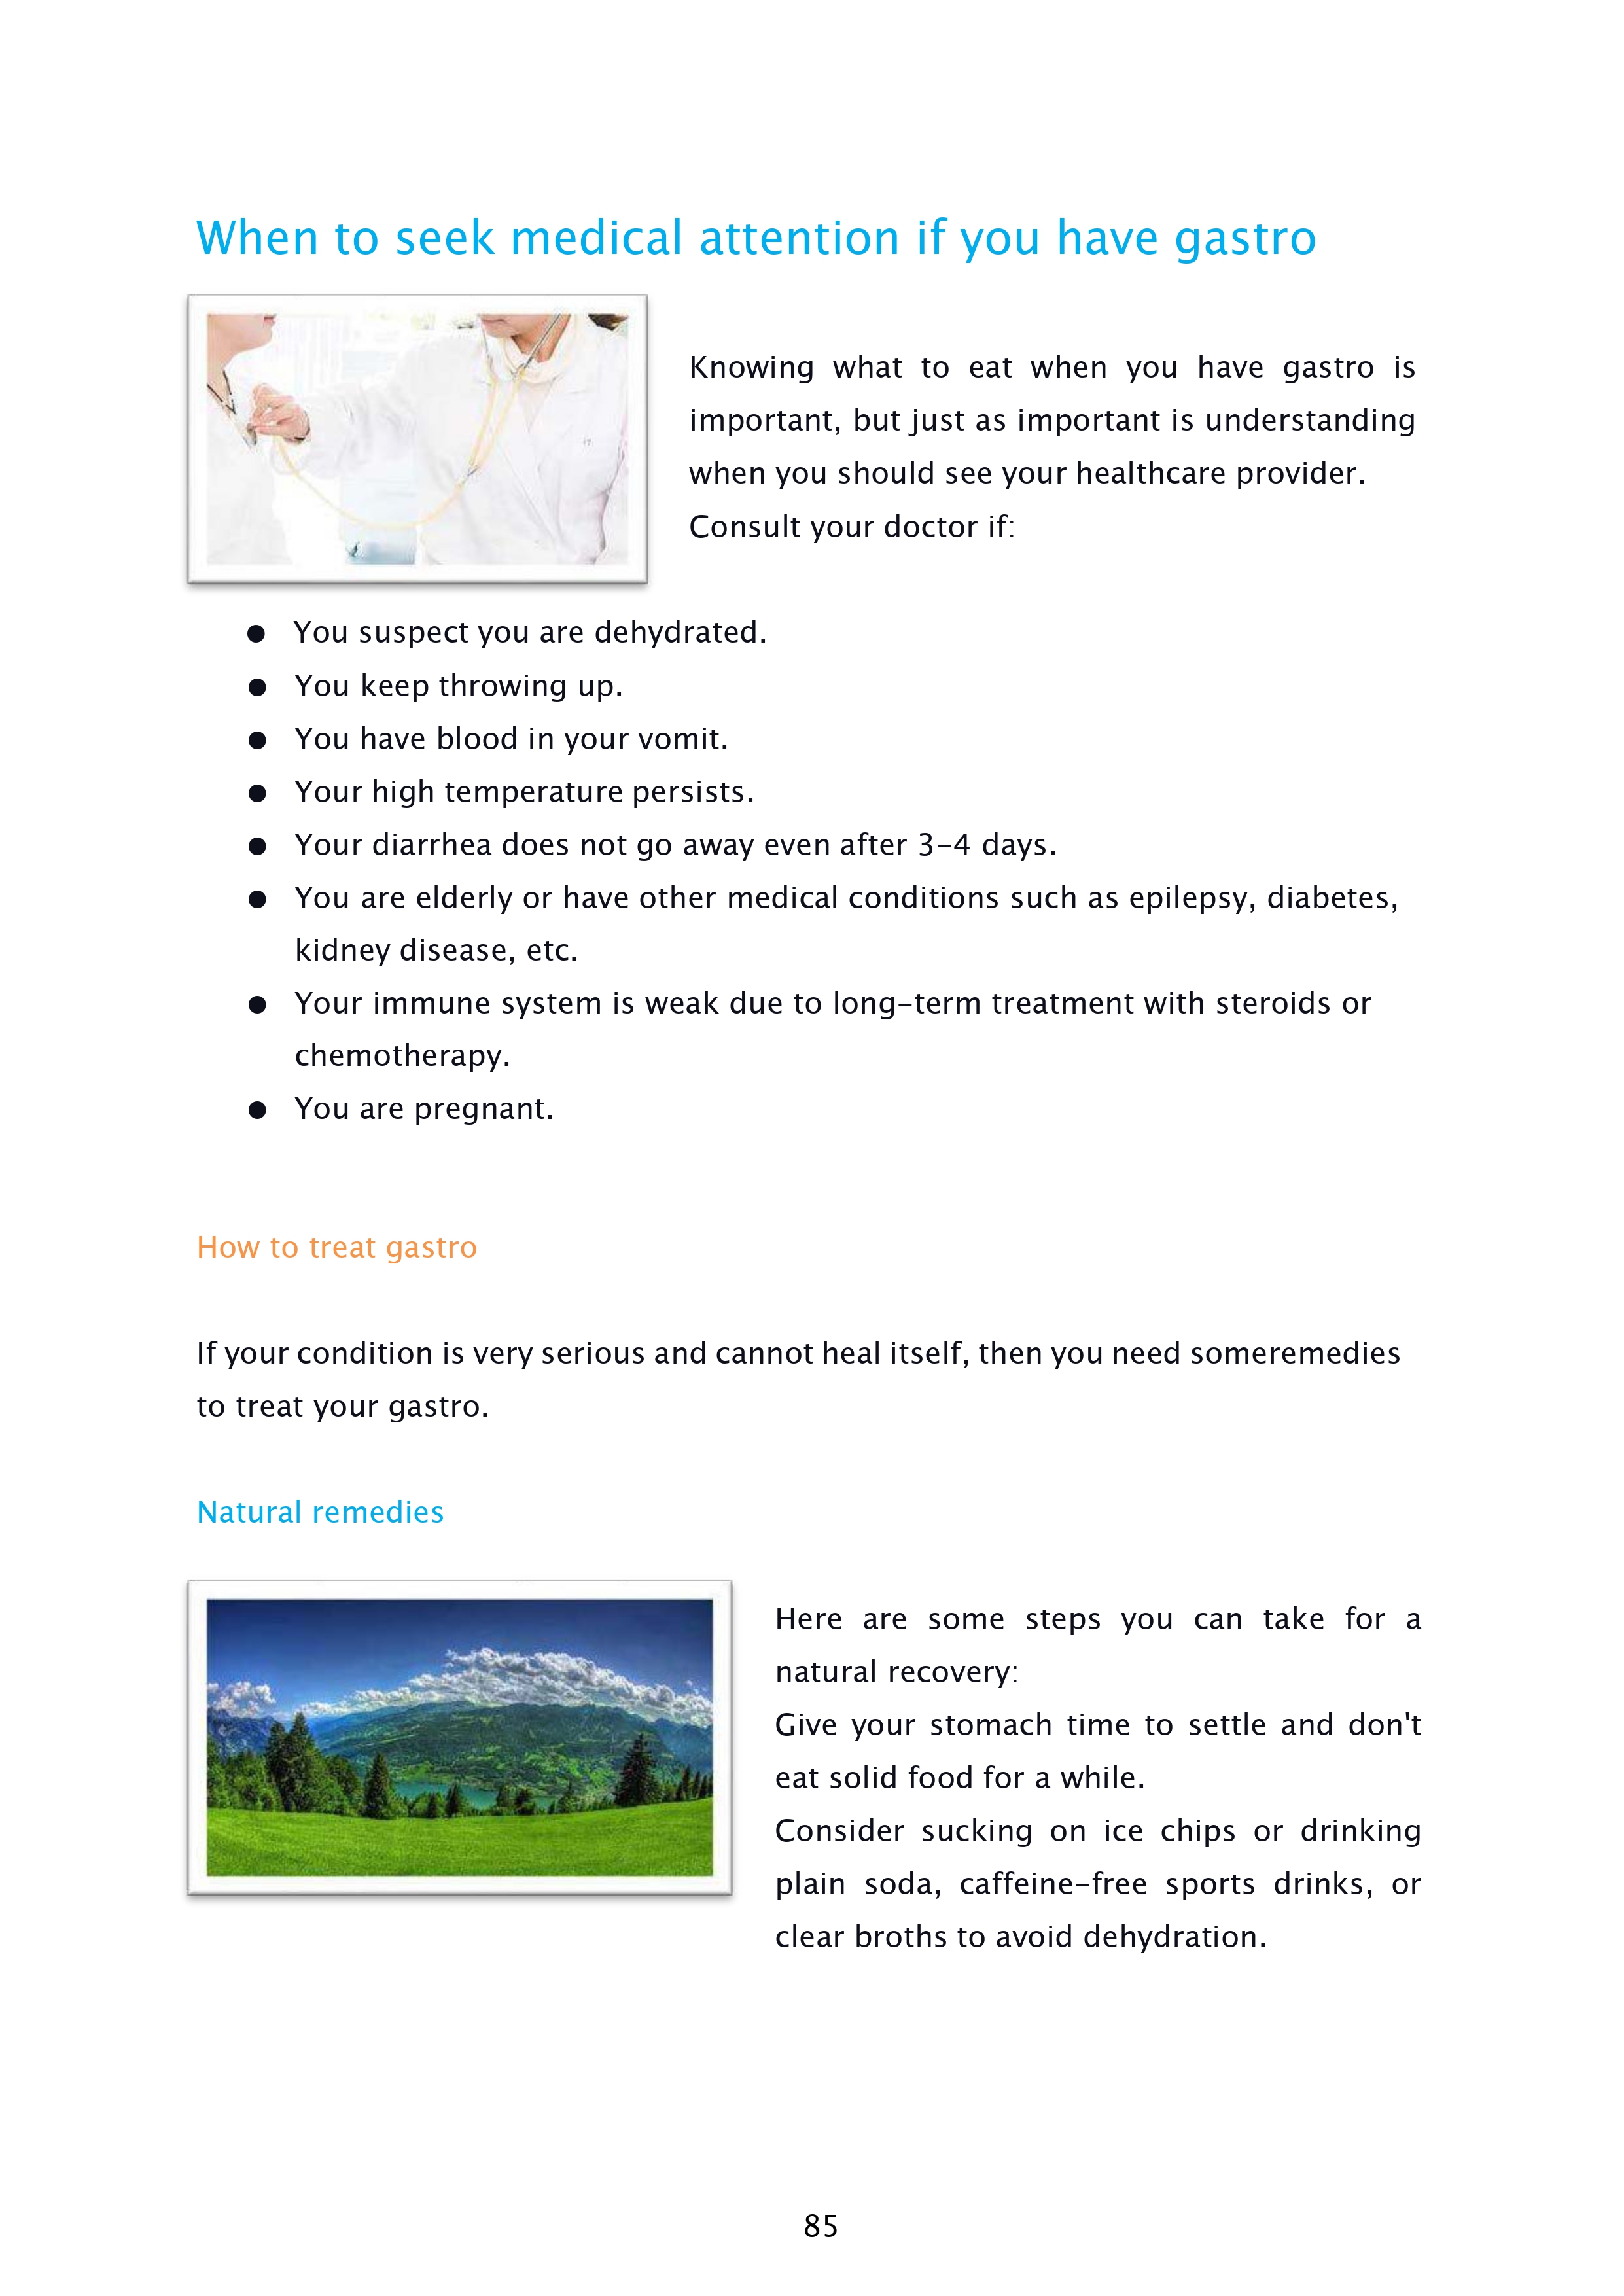 When to seek medical attention if you have gastro
Knowing what to eat when you have gastro is
important, but just as important is understanding
when you should see your healthcare provider.
Consult your doctor if:
● You suspect you are dehydrated.
● You keep throwing up.
● You have blood in your vomit.
● Your high temperature persists.
● Your diarrhea does not go away even after 3-4 days.
● You are elderly or have other medical conditions such as epilepsy, diabetes,
kidney disease, etc.
● Your immune system is weak due to long-term treatment with steroids or
chemotherapy.
● You are pregnant.
How to treat gastro
If your condition is very serious and cannot heal itself, then you need someremedies
to treat your gastro.
Natural remedies
Here are some steps you can take for a
natural recovery:
Give your stomach time to settle and don't
eat solid food for a while.
Consider sucking on ice chips or drinking
plain soda, caffeine-free sports drinks, or
clear broths to avoid dehydration.
85